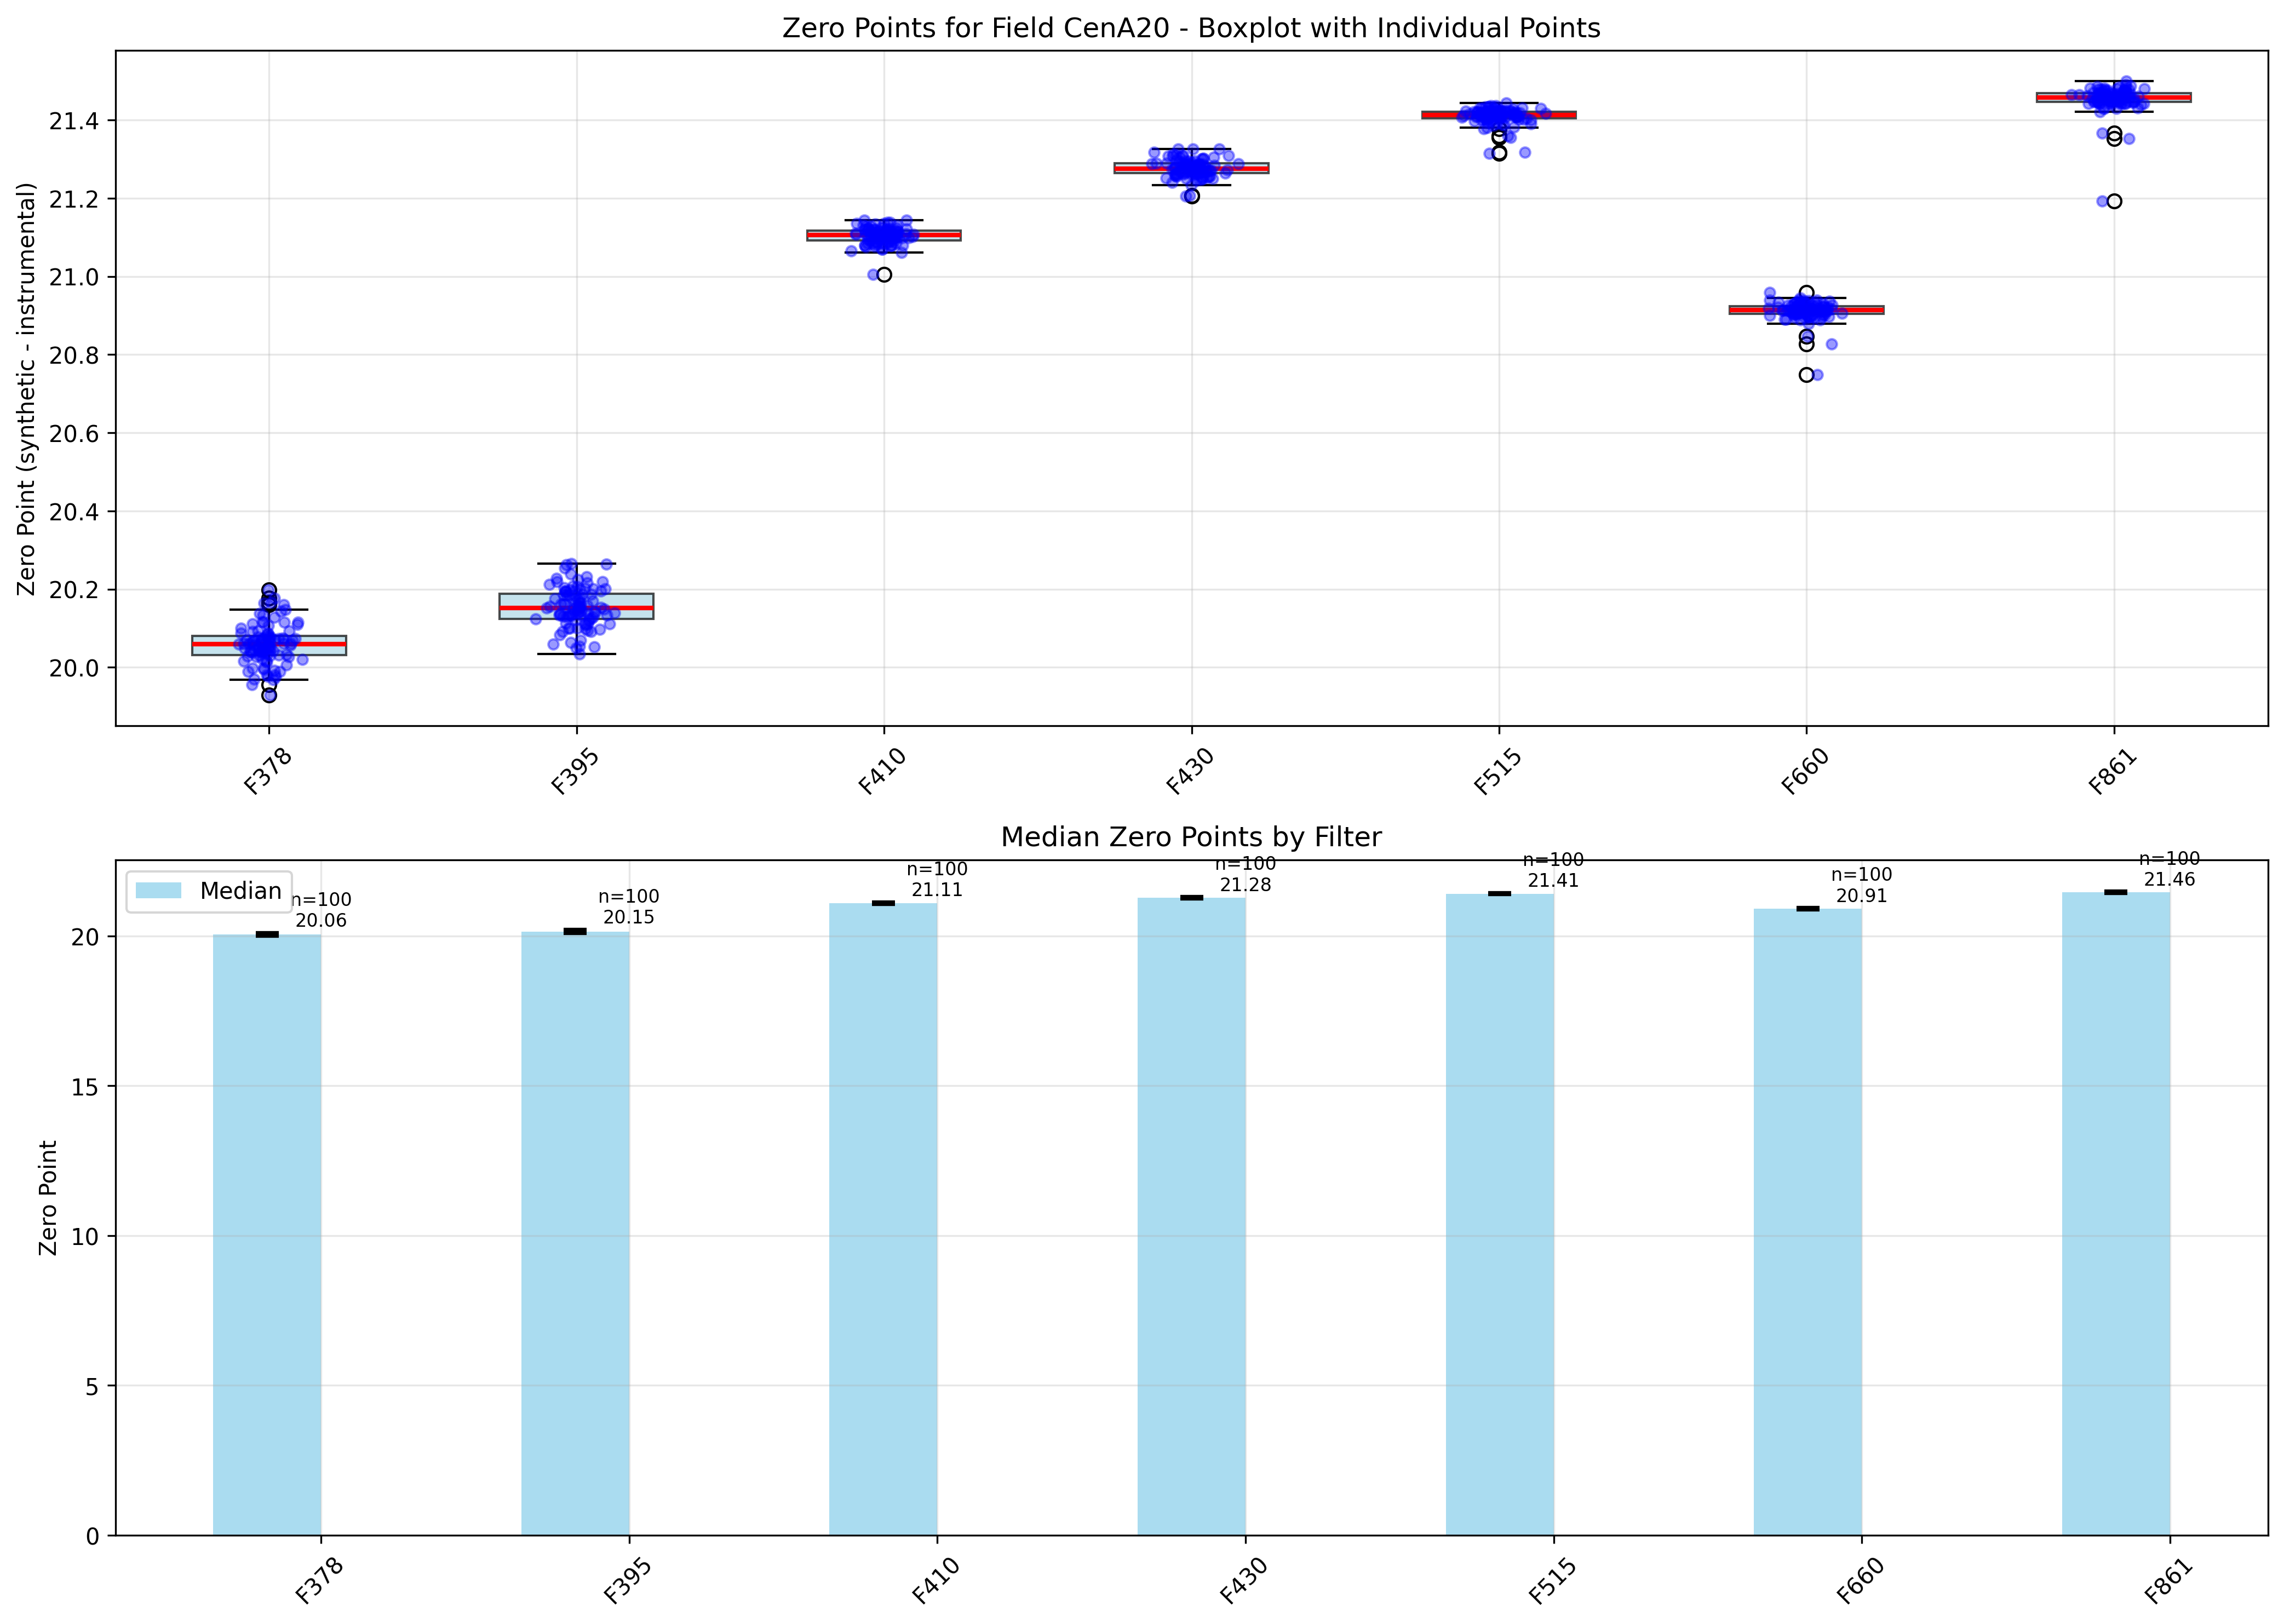 Zero Points for Field CenA20 - Boxplot with Individual Points
Zero Point (synthetic - instrumental)
21.4
21.2
21.0
20.8
20.6
20.4
20.2
20.0
F378
F395
F410
F430
F515
F660
F861
Median Zero Points by Filter
Median
n=100
20.06
n=100
20.15
n=100
21.11
n=100
21.28
n=100
21.41
n=100
20.91
n=100
21.46
Zero Point
20
15
10
5
0
F378
F395
F410
F430
F515
F660
F861